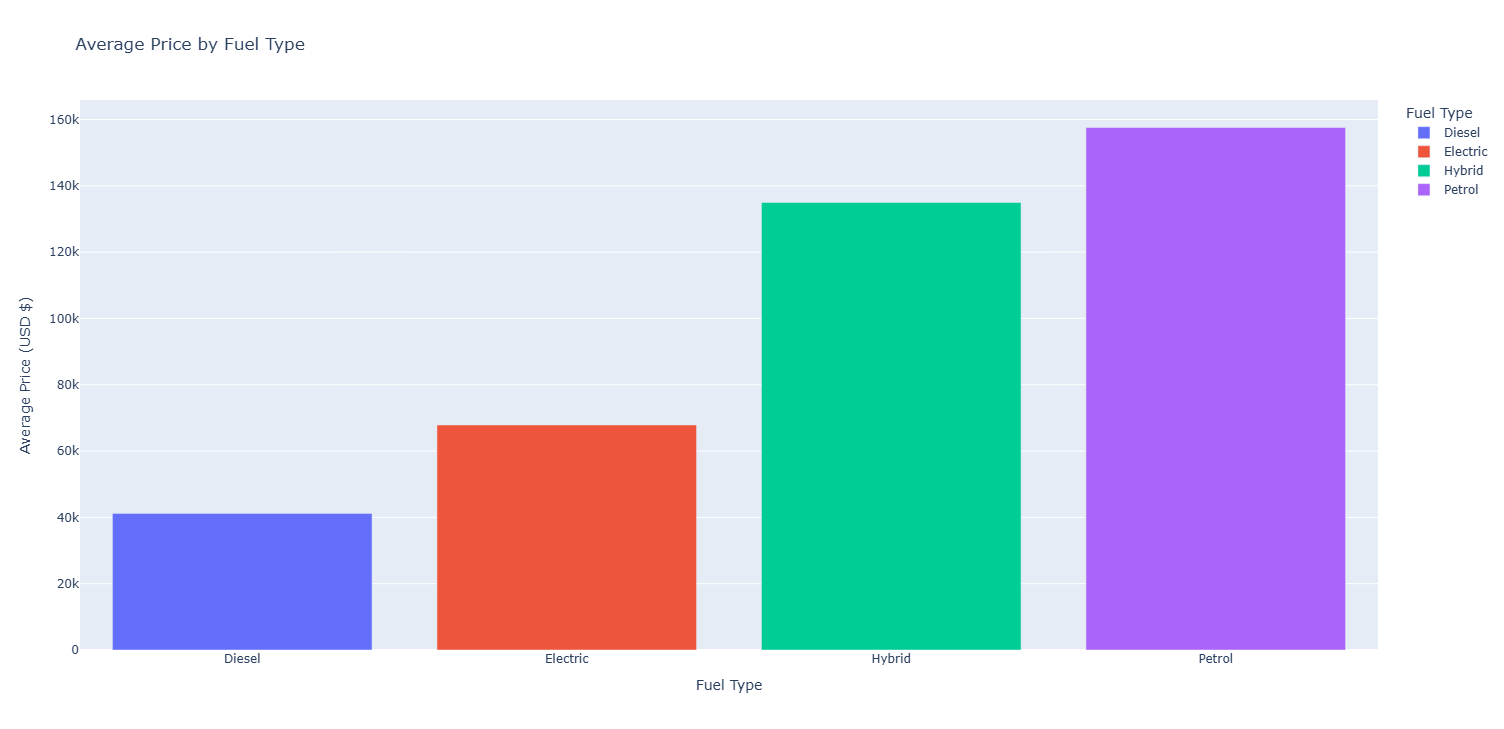 Average Price by Fuel Type
Average Price (USD $)
160k
140k
120k
100k
80k
60k
40k
20k
0
Diesel
Electric
Hybrid
Petrol
Fuel Type
Fuel Type
Diesel
Electric
Hybrid
Petrol